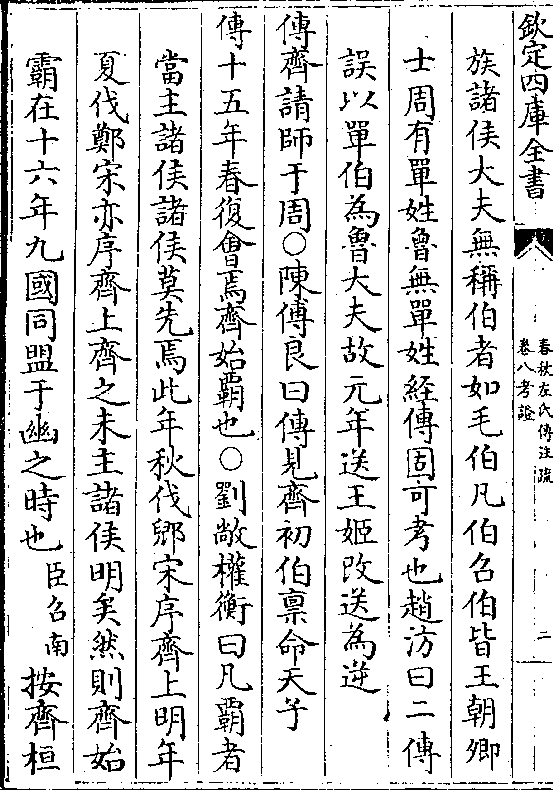 欽定四庫全書
春秋左氏傳注疏
卷八考證
二
族諸侯大夫無稱伯者如毛伯凡伯召伯皆王朝卿
士周有單姓魯無單姓經傳固可考也趙汸曰二傳
誤以單伯為魯大夫故元年送王姬改送為逆
傳齊請師于周○陳傅良曰傳見齊初伯禀命天子
傳十五年春復會焉齊始覇也○劉敞權衡曰凡覇者
當主諸侯諸侯莫先焉此年秋伐郳宋序齊上明年
夏伐鄭宋亦序齊上齊之未主諸侯明矣然則齊始
霸在十六年九國同盟于幽之時也臣召南按齊桓